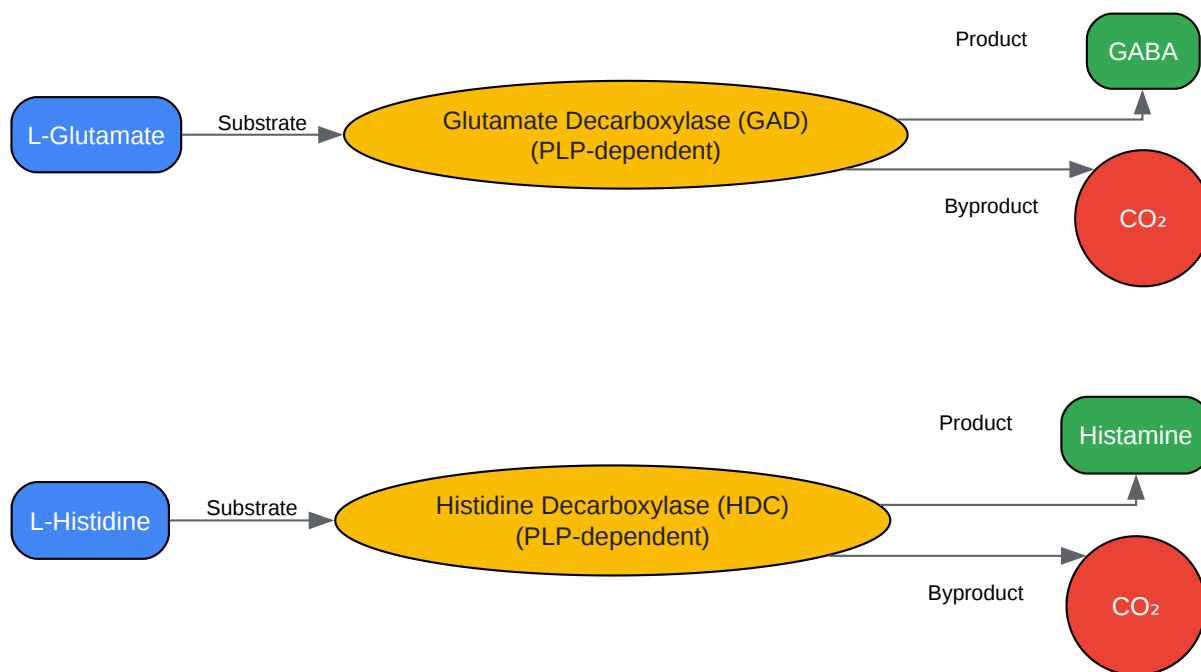 Product
GABA
L-Glutamate
Substrate
Glutamate Decarboxylase (GAD)
(PLP-dependent)
Byproduct
CO₂
Product
Histamine
L-Histidine
Substrate
Histidine Decarboxylase (HDC)
(PLP-dependent)
Byproduct
CO₂